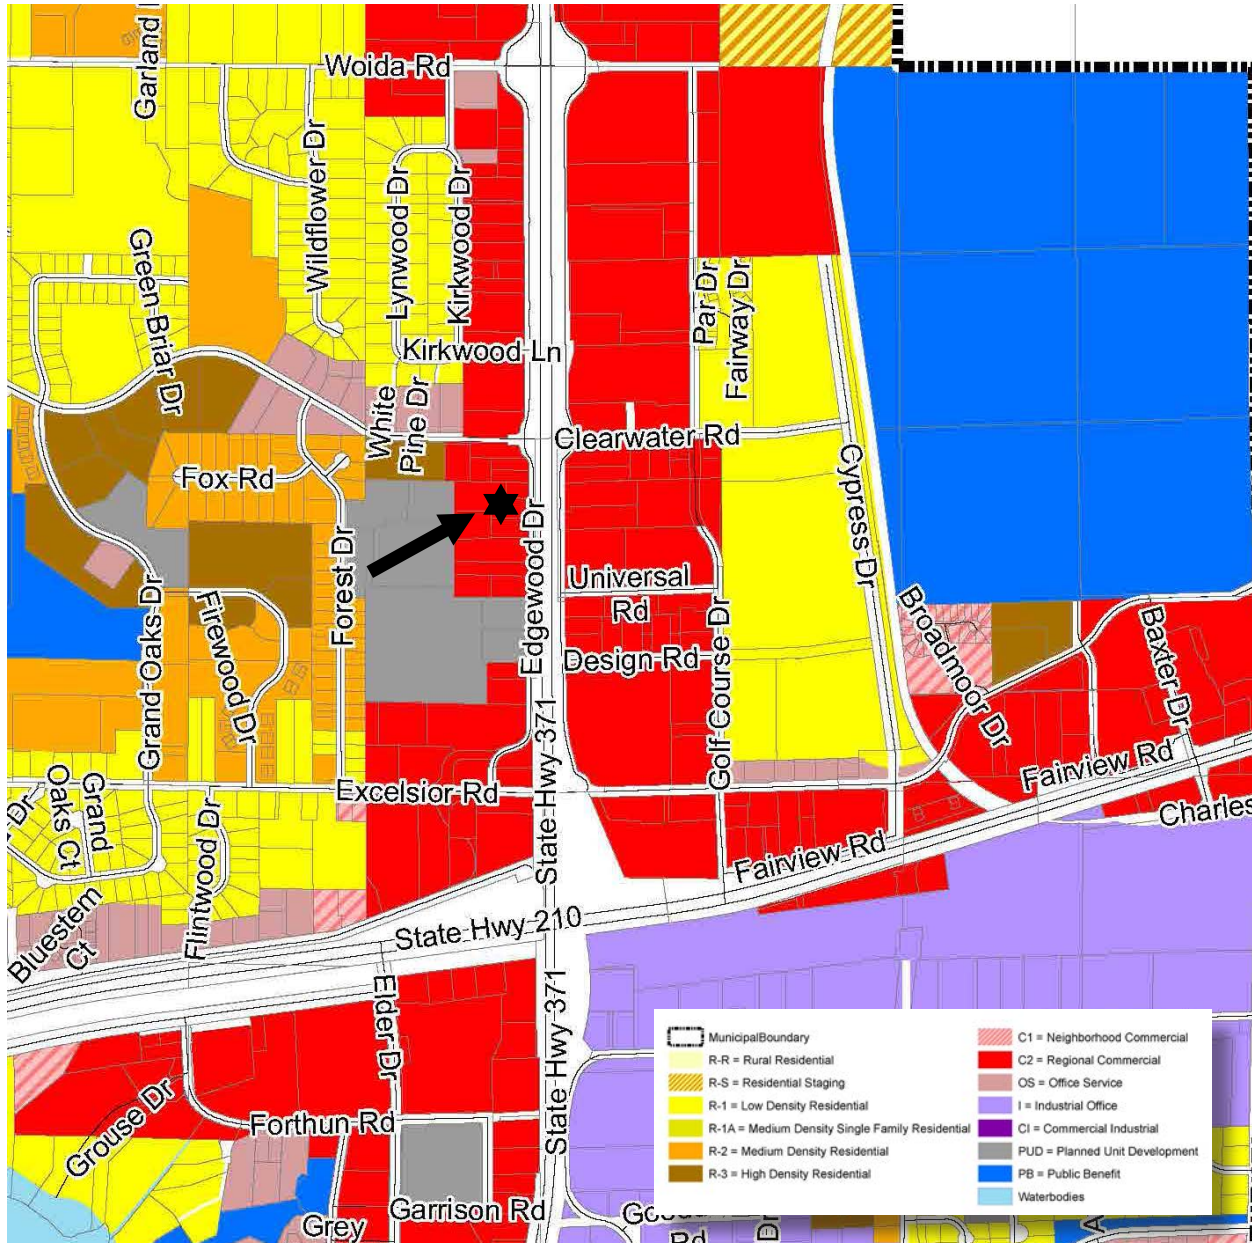 Garland
Woida Rd
Wildflower Dr
Lynwood Dr
Kirkwood Dr
Green Briar Dr
Par Dr
Fairway Dr
Kirkwood Ln
White
Pine Dr
Clearwater Rd
Fox Rd
Cypress Dr
Edgewood Dr
Forest Dr
Universal
Rd
Firewood Dr
Grand Oaks Dr
Broadmoor Dr
Baxter Dr
Design Rd
Golf Course Dr
State Hwy 371
Excelsior Rd
Fairview Rd
Grand
Oaks Ct
Dr
Charles
Flintwood Dr
Fairview Rd
Bluestem
Ct
State Hwy 210
Elder Dr
State Hwy 371
Grouse Dr
Forthun Rd
Garrison Rd
Grey
Rd
Dr
MunicipalBoundary
R-R = Rural Residential
R-S = Residential Staging
R-1 = Low Density Residential
R-1A = Medium Density Single Family Residential
R-2 = Medium Density Residential
R-3 = High Density Residential
C1 = Neighborhood Commercial
C2 = Regional Commercial
OS = Office Service
I = Industrial Office
CI = Commercial Industrial
PUD = Planned Unit Development
PB = Public Benefit
Waterbodies